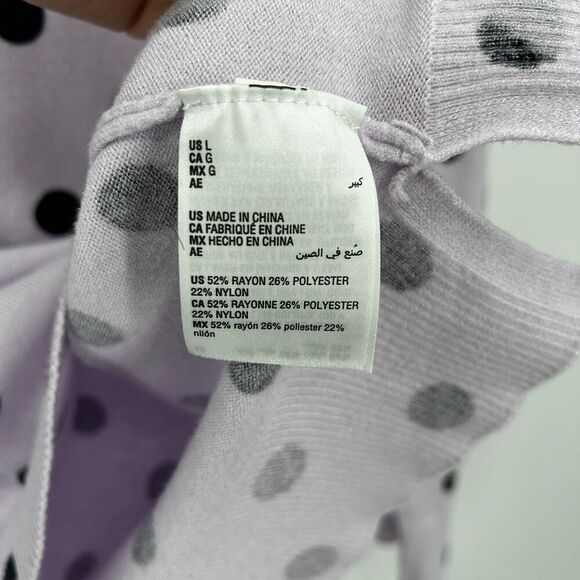 US L
CA G
MX G
AE كبير
US MADE IN CHINA
CA FABRIQUÉ EN CHINE
MX HECHO EN CHINA
AE صُنع في الصين
US 52% RAYON 26% POLYESTER
22% NYLON
CA 52% RAYONNE 26% POLYESTER
22% NYLON
MX 52% rayón 26% poliester 22%
nilón